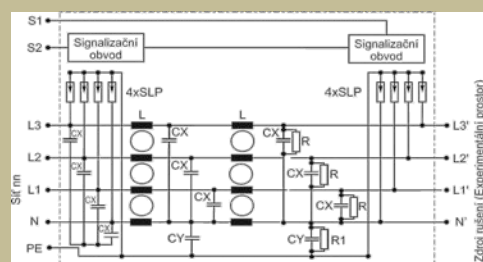 S1
S2
Signalizační
obvod
Signalizační
obvod
4xSLP
4xSLP
L
L
L3
CX
CX
CX
R
L3'
L2
CX
CX
CX
R
L2'
L1
CX
CX
CX
R
L1'
N
CX
N'
PE
CY
CY
R1
Síť nn
Zdroj rušení (Experimentální prostor)